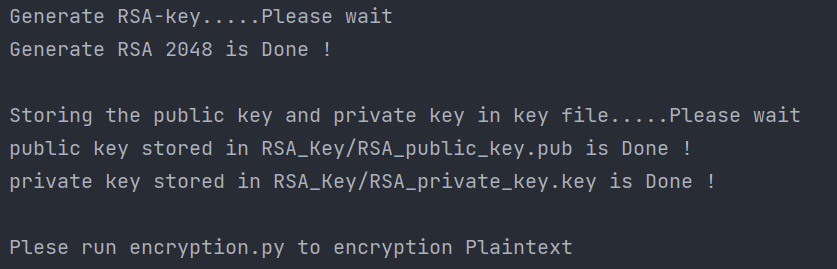 Generate RSA-key.....Please wait
Generate RSA 2048 is Done !
Storing the public key and private key in key file.....Please wait
public key stored in RSA_Key/RSA_public_key.pub is Done !
private key stored in RSA_Key/RSA_private_key.key is Done !
Plese run encryption.py to encryption Plaintext